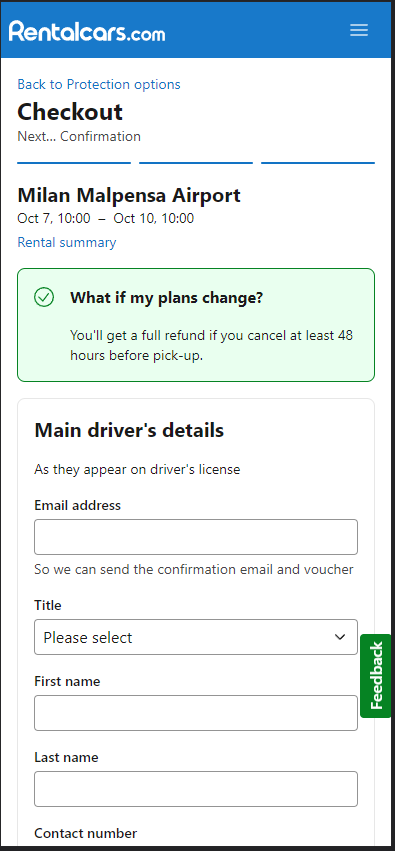 Rentalcars.com
Back to Protection options
Checkout
Next... Confirmation
Milan Malpensa Airport
Oct 7, 10:00 – Oct 10, 10:00
Rental summary
What if my plans change?
You'll get a full refund if you cancel at least 48
hours before pick-up.
Main driver's details
As they appear on driver's license
Email address
So we can send the confirmation email and voucher
Title
Please select
Feedback
First name
Last name
Contact number